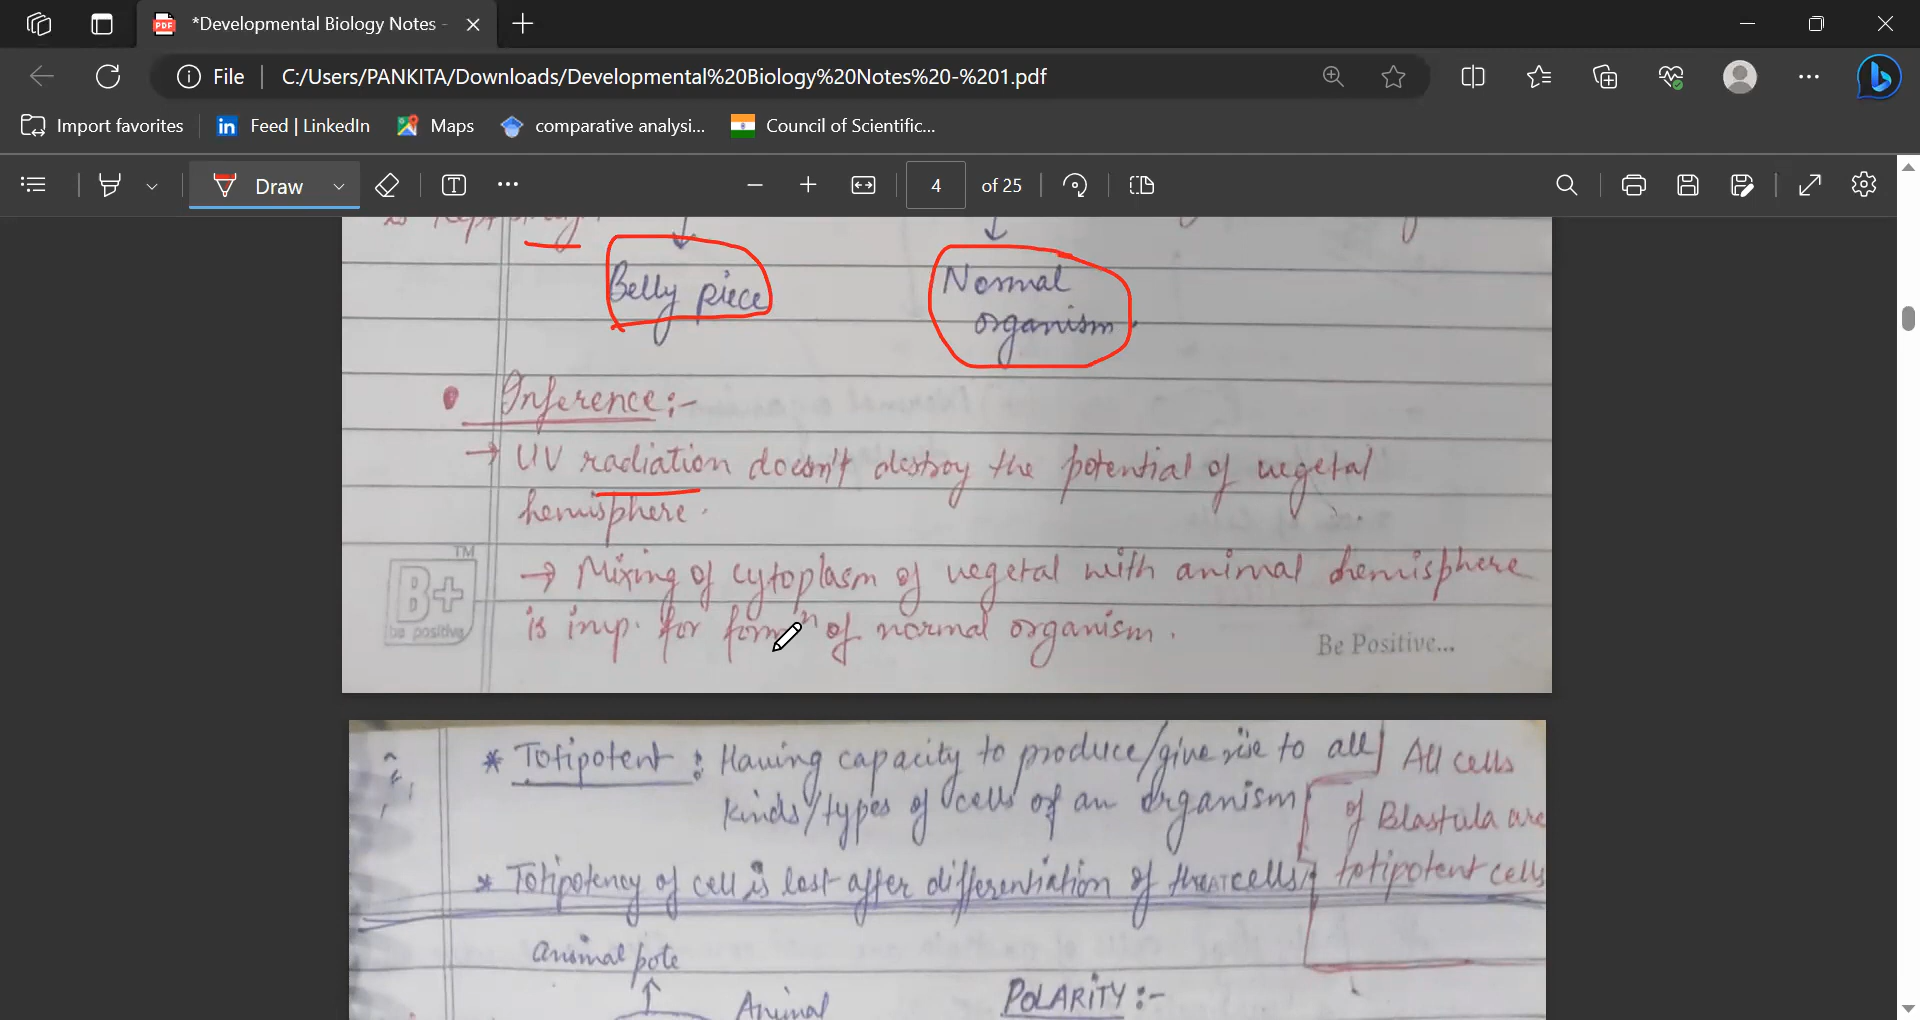 *Developmental Biology Notes -
File
C:/Users/PANKITA/Downloads/Developmental%20Biology%20Notes%20-%201.pdf
Import favorites
in Feed | LinkedIn
Maps
comparative analysi...
Council of Scientific...
Draw
4 of 25
Belly piece
Normal
organism.
Inference:-
→ UV radiation doesn't destroy the potential of vegetal
hemisphere.
→ Mixing of cytoplasm of vegetal with animal hemisphere
is imp. for formⁿ of normal organism.
TM
B+
be positive
Be Positive...
* Totipotent : Having capacity to produce/give rise to all
kinds/types of cells of an organism
All cells
of Blastula are
totipotent cells
* Totipotency of cell is lost after differentiation of cells
animal pole
Animal
POLARITY :-